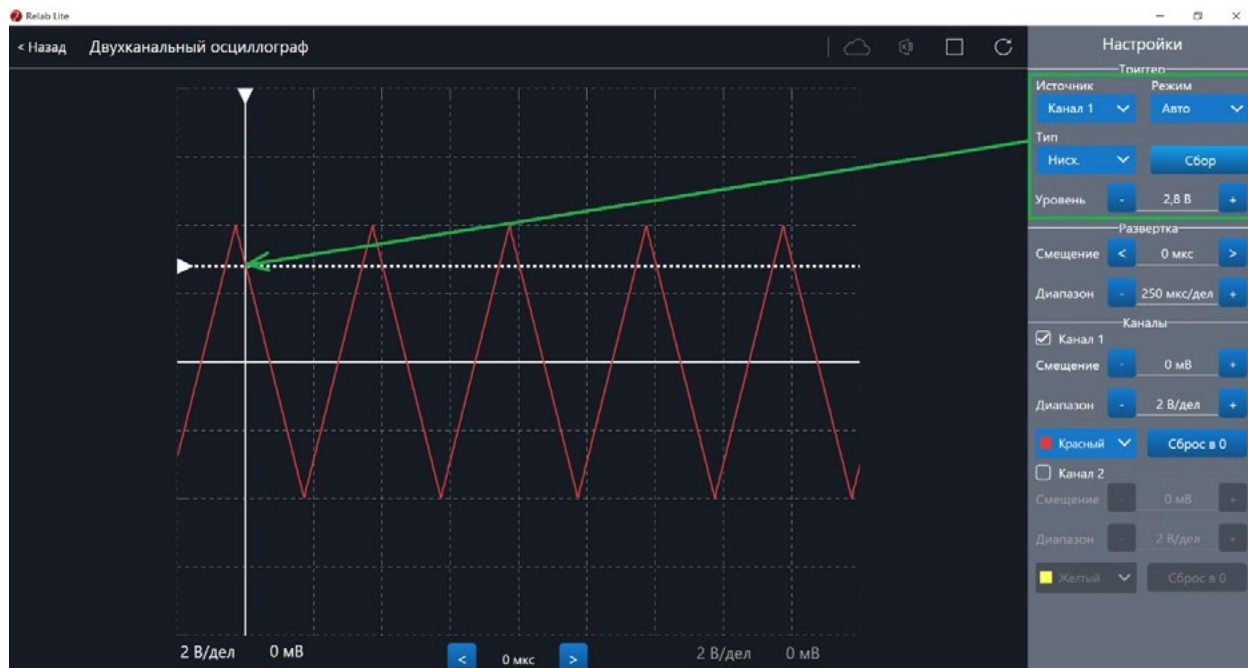 Relab Lite
< Назад Двухканальный осциллограф
Настройки
Триггер
Источник Режим
Канал 1 Авто
Тип
Нисх. Сбор
Уровень - 2,8 В +
Развертка
Смещение < 0 мкс >
Диапазон - 250 мкс/дел +
Каналы
Канал 1
Смещение - 0 мВ +
Диапазон - 2 В/дел +
Красный Сброс в 0
Канал 2
Смещение - 0 мВ +
Диапазон - 2 В/дел +
Желтый Сброс в 0
2 В/дел 0 мВ < 0 мкс > 2 В/дел 0 мВ